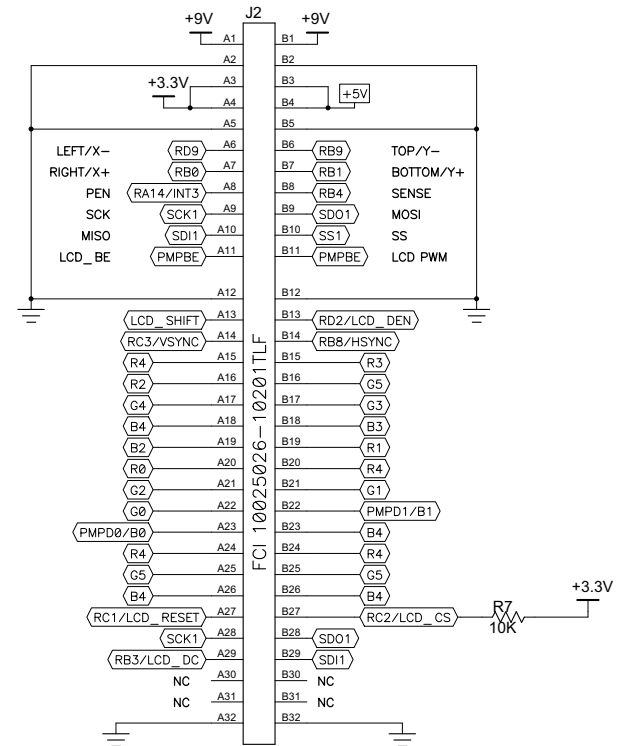 J2
+9V +9V
A1 B1
A2 B2
+3.3V A3 B3 +5V
A4 B4
A5 B5
LEFT/X- RD9 A6 B6 RB9 TOP/Y-
RIGHT/X+ RB0 A7 B7 RB1 BOTTOM/Y+
PEN RA14/INT3 A8 B8 RB4 SENSE
SCK SCK1 A9 B9 SDO1 MOSI
MISO SDI1 A10 B10 SS1 SS
LCD_BE PMPBE A11 B11 PMPBE LCD PWM
A12 B12
LCD_SHIFT A13 B13 RD2/LCD_DEN
RC3/VSYNC A14 B14 RB8/HSYNC
R4 A15 B15 R3
R2 A16 B16 G5
G4 A17 B17 G3
B4 A18 B18 B3
B2 A19 B19 R1
R0 A20 B20 R4
G2 A21 B21 G1
G0 A22 B22 PMPD1/B1
PMPD0/B0 A23 B23 B4
R4 A24 B24 R4
G5 A25 B25 G5
B4 A26 B26 B4
RC1/LCD_RESET A27 B27 RC2/LCD_CS R7 10K +3.3V
SCK1 A28 B28 SDO1
RB3/LCD_DC A29 B29 SDI1
NC A30 B30 NC
NC A31 B31 NC
A32 B32
FCI 10025026-10201TLF